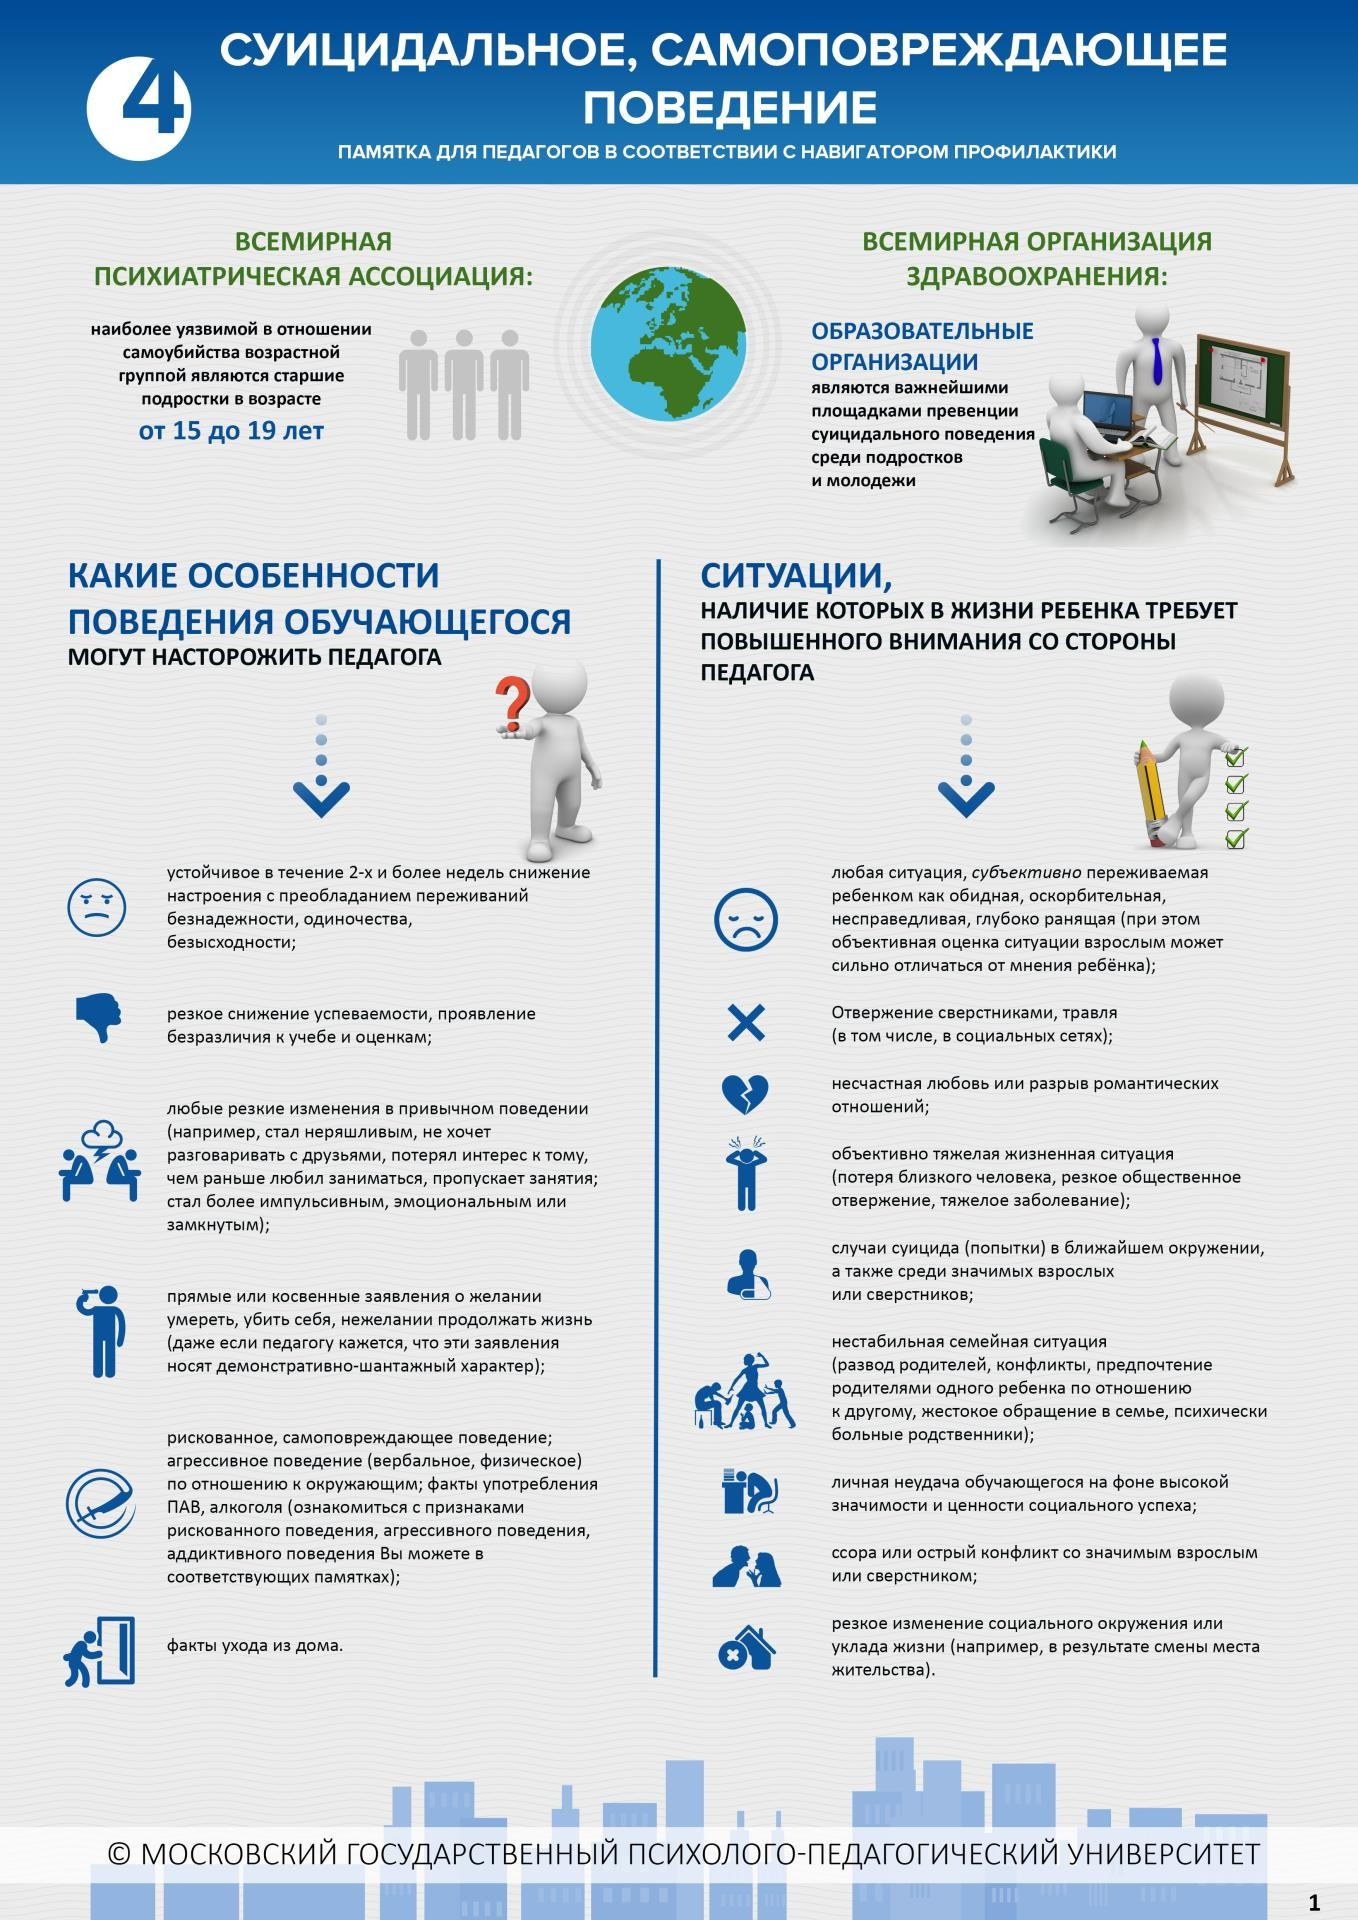 4
СУИЦИДАЛЬНОЕ, САМОПОВРЕЖДАЮЩЕЕ
ПОВЕДЕНИЕ
ПАМЯТКА ДЛЯ ПЕДАГОГОВ В СООТВЕТСТВИИ С НАВИГАТОРОМ ПРОФИЛАКТИКИ
ВСЕМИРНАЯ
ПСИХИАТРИЧЕСКАЯ АССОЦИАЦИЯ:
наиболее уязвимой в отношении
самоубийства возрастной
группой являются старшие
подростки в возрасте
от 15 до 19 лет
ВСЕМИРНАЯ ОРГАНИЗАЦИЯ
ЗДРАВООХРАНЕНИЯ:
ОБРАЗОВАТЕЛЬНЫЕ
ОРГАНИЗАЦИИ
являются важнейшими
площадками превенции
суицидального поведения
среди подростков
и молодежи
КАКИЕ ОСОБЕННОСТИ
ПОВЕДЕНИЯ ОБУЧАЮЩЕГОСЯ
МОГУТ НАСТОРОЖИТЬ ПЕДАГОГА
?
устойчивое в течение 2-х и более недель снижение
настроения с преобладанием переживаний
безнадежности, одиночества,
безысходности;
резкое снижение успеваемости, проявление
безразличия к учебе и оценкам;
любые резкие изменения в привычном поведении
(например, стал неряшливым, не хочет
разговаривать с друзьями, потерял интерес к тому,
чем раньше любил заниматься, пропускает занятия;
стал более импульсивным, эмоциональным или
замкнутым);
прямые или косвенные заявления о желании
умереть, убить себя, нежелании продолжать жизнь
(даже если педагогу кажется, что эти заявления
носят демонстративно-шантажный характер);
рискованное, самоповреждающее поведение;
агрессивное поведение (вербальное, физическое)
по отношению к окружающим; факты употребления
ПАВ, алкоголя (ознакомиться с признаками
рискованного поведения, агрессивного поведения,
аддиктивного поведения Вы можете в
соответствующих памятках);
факты ухода из дома.
СИТУАЦИИ,
НАЛИЧИЕ КОТОРЫХ В ЖИЗНИ РЕБЕНКА ТРЕБУЕТ
ПОВЫШЕННОГО ВНИМАНИЯ СО СТОРОНЫ
ПЕДАГОГА
любая ситуация, субъективно переживаемая
ребенком как обидная, оскорбительная,
несправедливая, глубоко ранящая (при этом
объективная оценка ситуации взрослым может
сильно отличаться от мнения ребёнка);
Отвержение сверстниками, травля
(в том числе, в социальных сетях);
несчастная любовь или разрыв романтических
отношений;
объективно тяжелая жизненная ситуация
(потеря близкого человека, резкое общественное
отвержение, тяжелое заболевание);
случаи суицида (попытки) в ближайшем окружении,
а также среди значимых взрослых
или сверстников;
нестабильная семейная ситуация
(развод родителей, конфликты, предпочтение
родителями одного ребенка по отношению
к другому, жестокое обращение в семье, психически
больные родственники);
личная неудача обучающегося на фоне высокой
значимости и ценности социального успеха;
ссора или острый конфликт со значимым взрослым
или сверстником;
резкое изменение социального окружения или
уклада жизни (например, в результате смены места
жительства).
© МОСКОВСКИЙ ГОСУДАРСТВЕННЫЙ ПСИХОЛОГО-ПЕДАГОГИЧЕСКИЙ УНИВЕРСИТЕТ
1